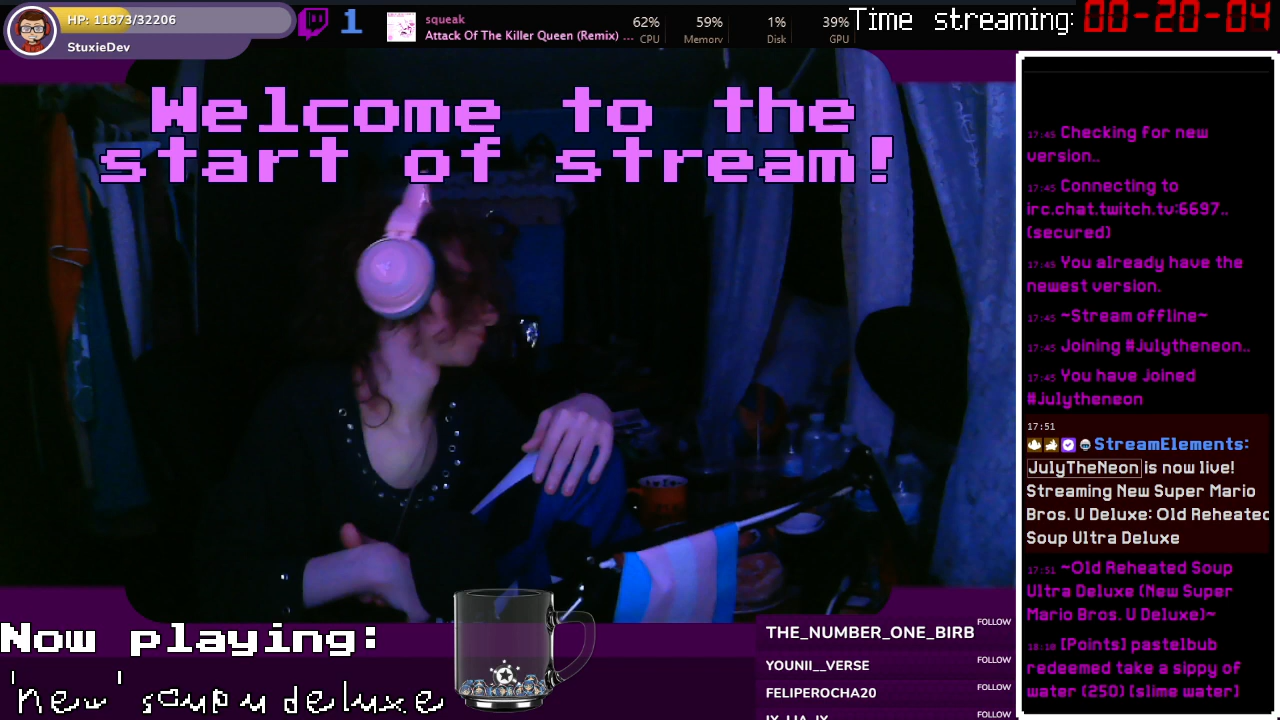 HP: 11873/32206
StuxieDev
1
squeak
Attack Of The Killer Queen (Remix) ...
62% 59% 1% 39%
CPU Memory Disk GPU
Time streaming:
00-20-04
Welcome to the
start of stream!
17:45 Checking for new
version..
17:45 Connecting to
irc.chat.twitch.tv:6697..
(secured)
17:45 You already have the
newest version.
17:45 ~Stream offline~
17:45 Joining #Julytheneon..
17:45 You have Joined
#Julytheneon
17:51
StreamElements:
JulyTheNeon is now live!
Streaming New Super Mario
Bros. U Deluxe: Old Reheated
Soup Ultra Deluxe
17:51 ~Old Reheated Soup
Ultra Deluxe (New Super
Mario Bros. U Deluxe)~
18:10 [Points] pastelbub
redeemed take a sippy of
water (250) [slime water]
Now playing:
'new' soup u deluxe
THE_NUMBER_ONE_BIRB FOLLOW
YOUNII__VERSE FOLLOW
FELIPEROCHA20 FOLLOW
FOLLOW